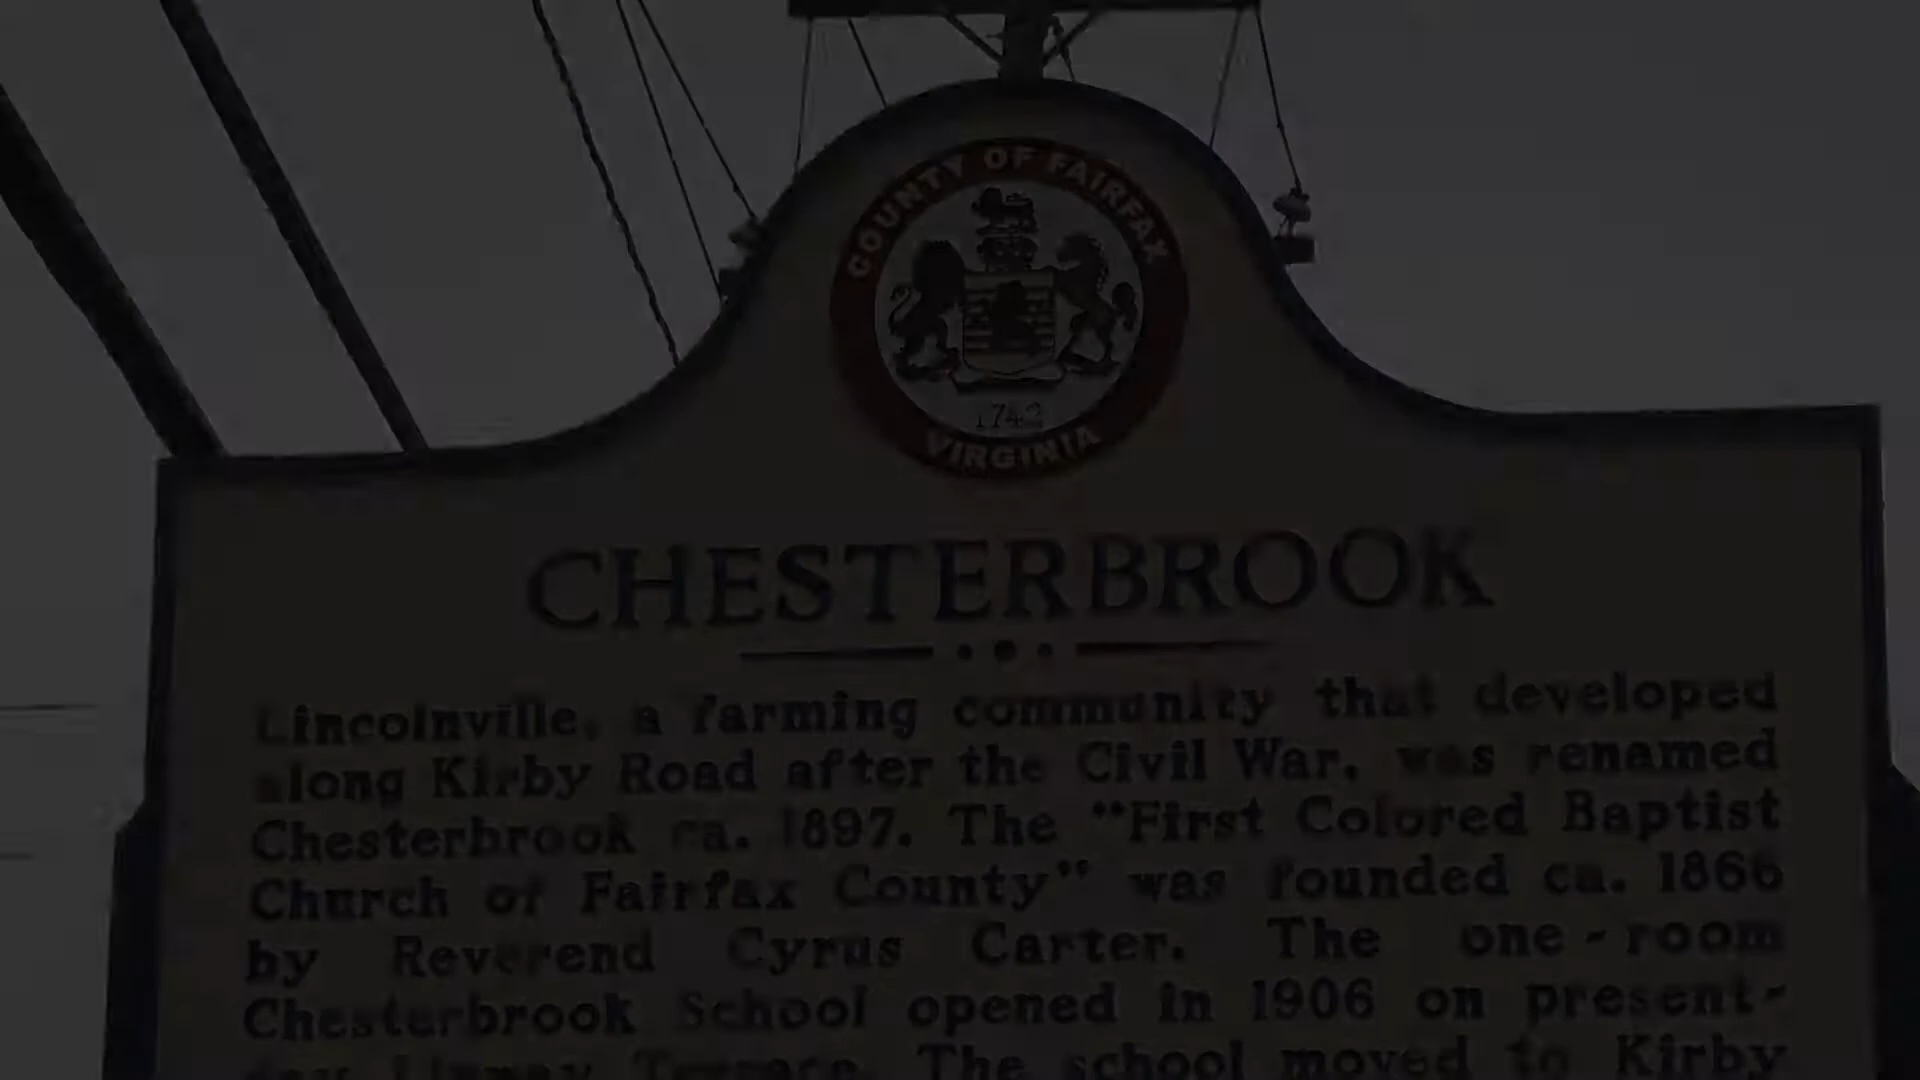 COUNTY OF FAIRFAX
1742
VIRGINIA
CHESTERBROOK
Lincolnville, a farming community that developed
along Kirby Road after the Civil War, was renamed
Chesterbrook ca. 1897. The "First Colored Baptist
Church of Fairfax County" was founded ca. 1866
by Reverend Cyrus Carter. The one-room
Chesterbrook School opened in 1906 on present-
Terrace. The school moved to Kirby